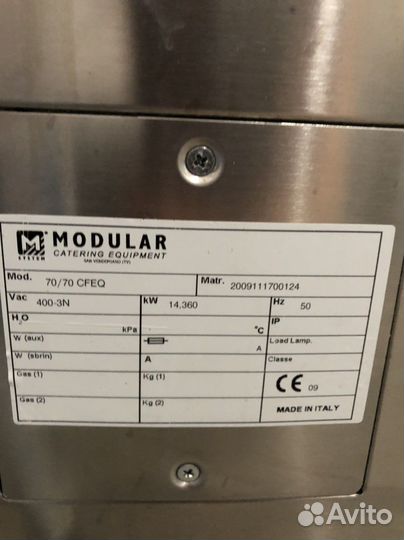 MODULAR
SYSTEM
CATERING EQUIPMENT
SAN VENDEMIANO (TV)
Mod. 70/70 CFEQ Matr. 2009111700124
Vac 400-3N kW 14,360 Hz 50
H₂O kPa °C IP
W (aux) A Load Lamp.
W (sbrin) A Classe
Gas (1) Kg (1) CE 09
Gas (2) Kg (2) MADE IN ITALY
Avito